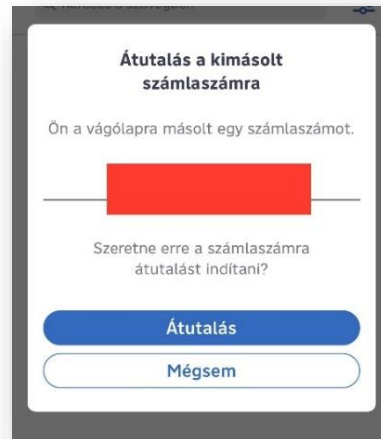 Átutalás a kimásolt
számlaszámra
Ön a vágólapra másolt egy számlaszámot.
Szeretne erre a számlaszámra
átutalást indítani?
Átutalás
Mégsem